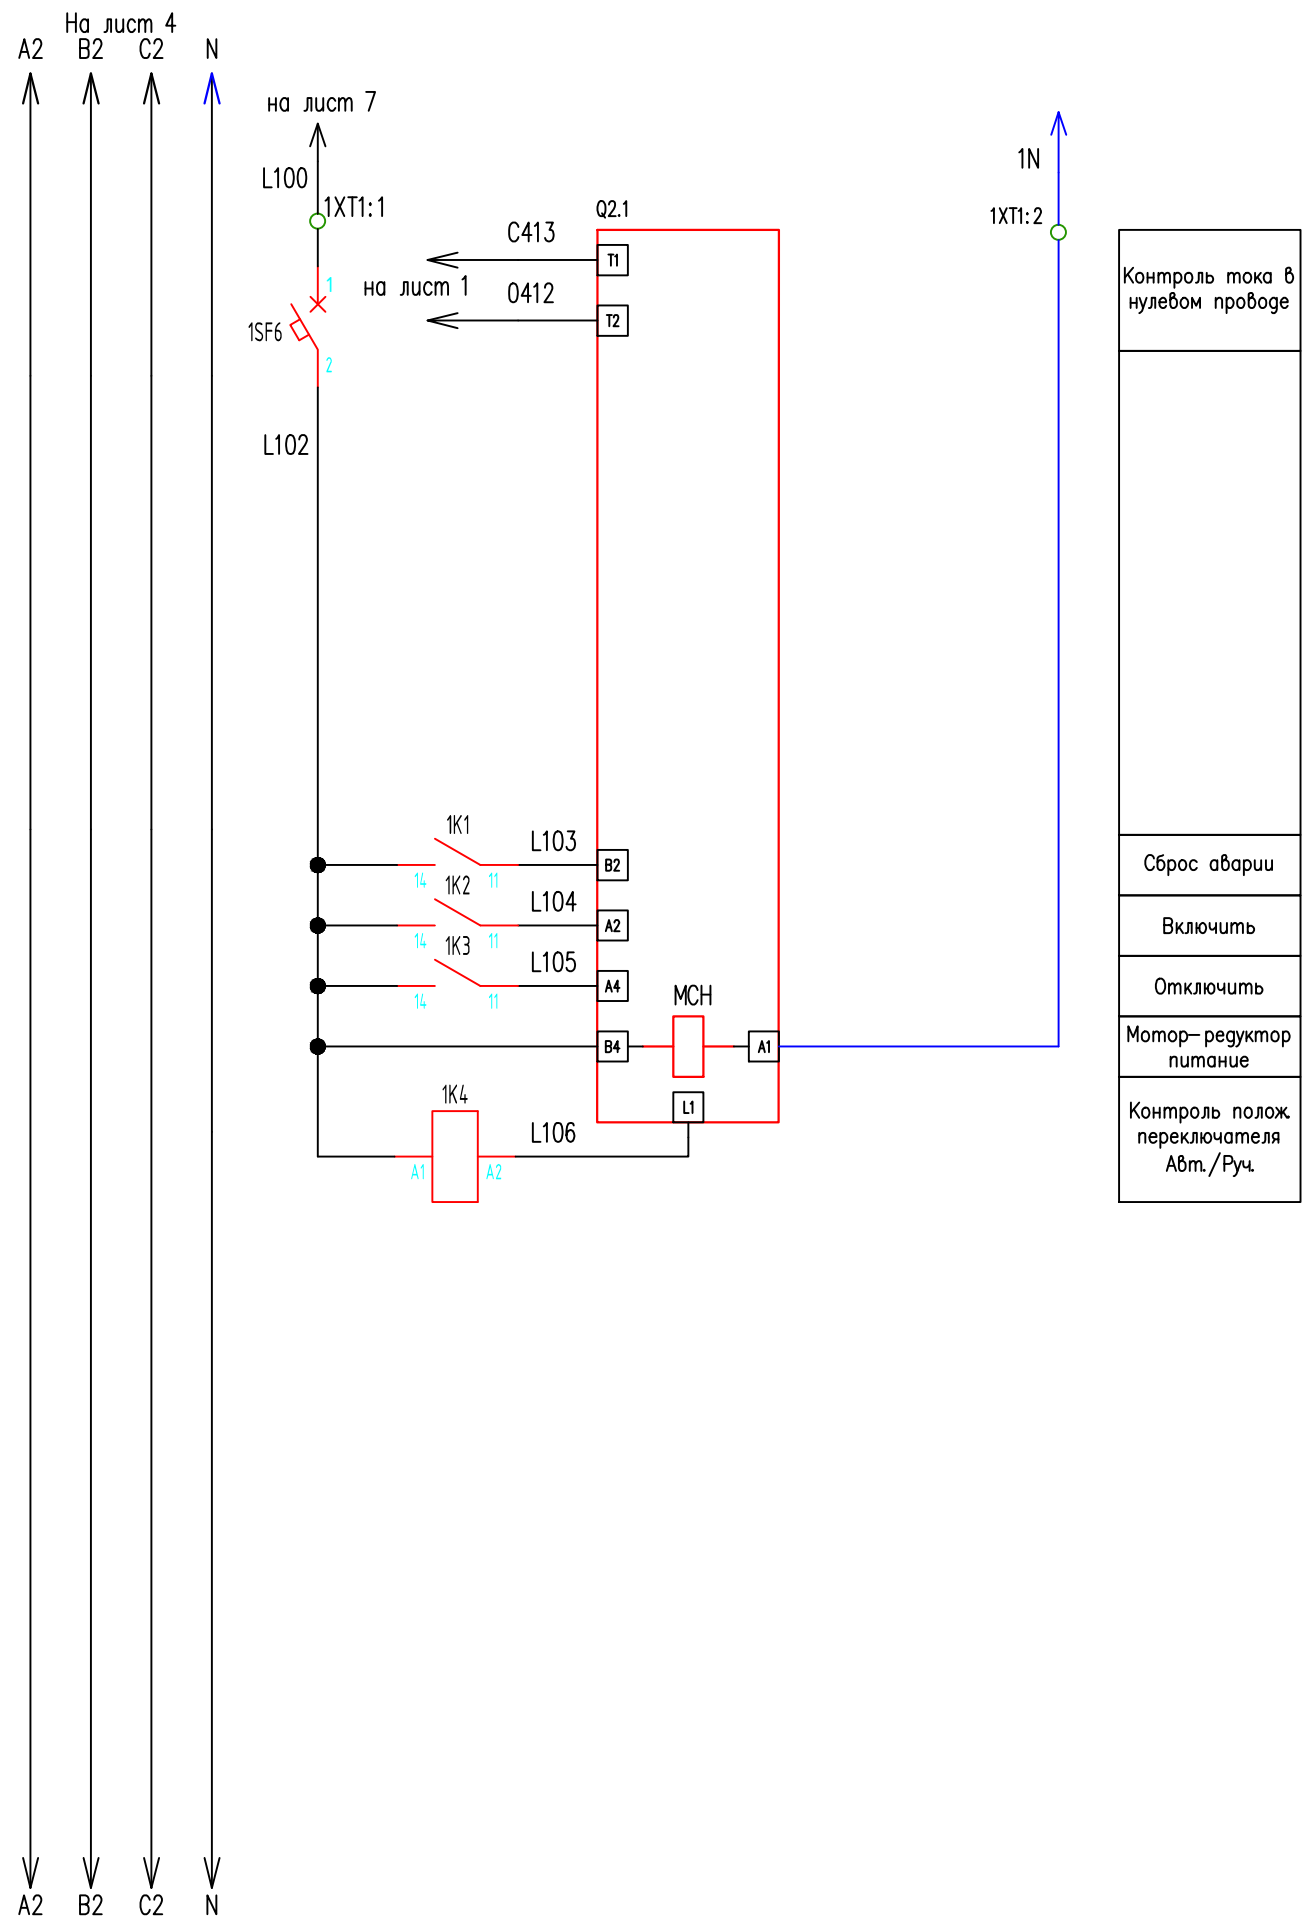 На лист 4
A2 B2 C2 N
на лист 7
L100
1XT1:1
1SF6
1
2
L102
Q2.1
C413
T1
на лист 1
0412
T2
1N
1XT1:2
Контроль тока в
нулевом проводе
1K1
L103
14
11
B2
Сброс аварии
1K2
L104
14
11
A2
Включить
1K3
L105
14
11
A4
Отключить
МСН
B4
A1
Мотор-редуктор
питание
L1
1K4
L106
A1
A2
Контроль полож.
переключателя
Авт./Руч.
A2 B2 C2 N